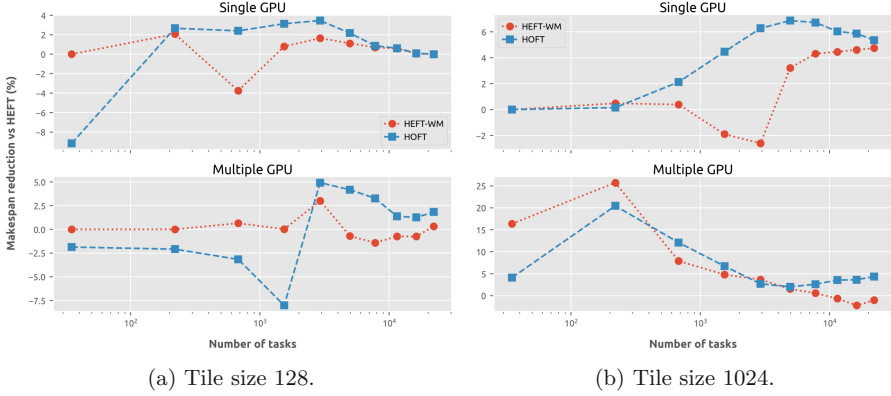 Single GPU
4
2
0
−2
−4
−6
−8
HEFT-WM
HOFT
Makespan reduction vs HEFT (%)
Multiple GPU
5.0
2.5
0.0
−2.5
−5.0
−7.5
10²
10³
10⁴
Number of tasks
(a) Tile size 128.
Single GPU
HEFT-WM
HOFT
6
4
2
0
−2
Multiple GPU
25
20
15
10
5
0
10²
10³
10⁴
Number of tasks
(b) Tile size 1024.